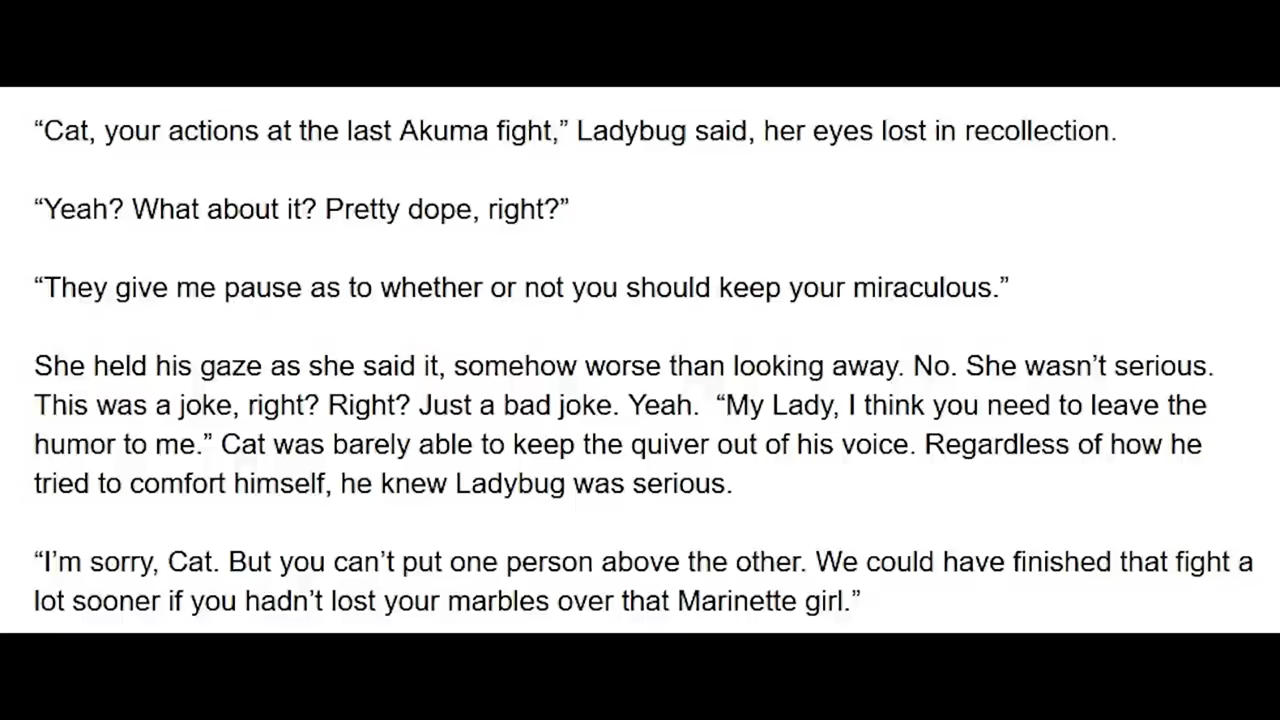 “Cat, your actions at the last Akuma fight,” Ladybug said, her eyes lost in recollection.
“Yeah? What about it? Pretty dope, right?”
“They give me pause as to whether or not you should keep your miraculous.”
She held his gaze as she said it, somehow worse than looking away. No. She wasn’t serious.
This was a joke, right? Right? Just a bad joke. Yeah.  “My Lady, I think you need to leave the
humor to me.” Cat was barely able to keep the quiver out of his voice. Regardless of how he
tried to comfort himself, he knew Ladybug was serious.
“I’m sorry, Cat. But you can’t put one person above the other. We could have finished that fight a
lot sooner if you hadn’t lost your marbles over that Marinette girl.”